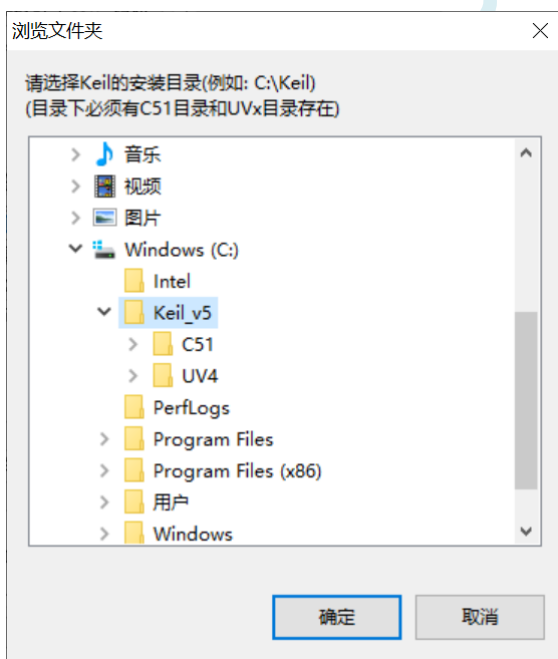 浏览文件夹
请选择Keil的安装目录(例如: C:\Keil)
(目录下必须有C51目录和UVx目录存在)
音乐
视频
图片
Windows (C:)
Intel
Keil_v5
C51
UV4
PerfLogs
Program Files
Program Files (x86)
用户
Windows
确定
取消